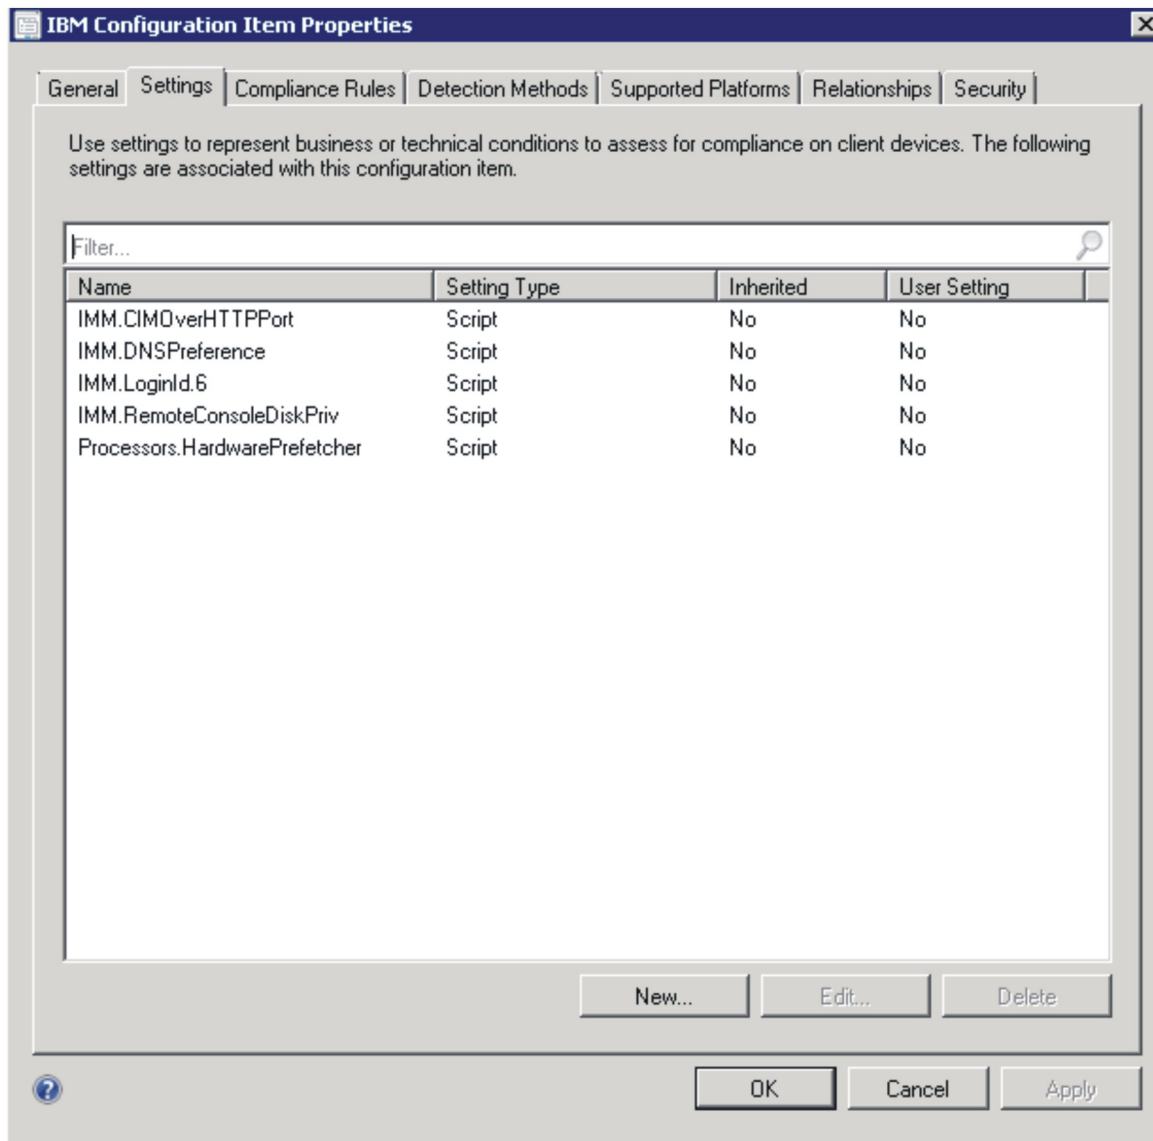 IBM Configuration Item Properties
General Settings Compliance Rules Detection Methods Supported Platforms Relationships Security
Use settings to represent business or technical conditions to assess for compliance on client devices. The following
settings are associated with this configuration item.
Filter...
Name Setting Type Inherited User Setting
IMM.CIMOverHTTPPort Script No No
IMM.DNSPreference Script No No
IMM.LoginId.6 Script No No
IMM.RemoteConsoleDiskPriv Script No No
Processors.HardwarePrefetcher Script No No
New... Edit... Delete
OK Cancel Apply